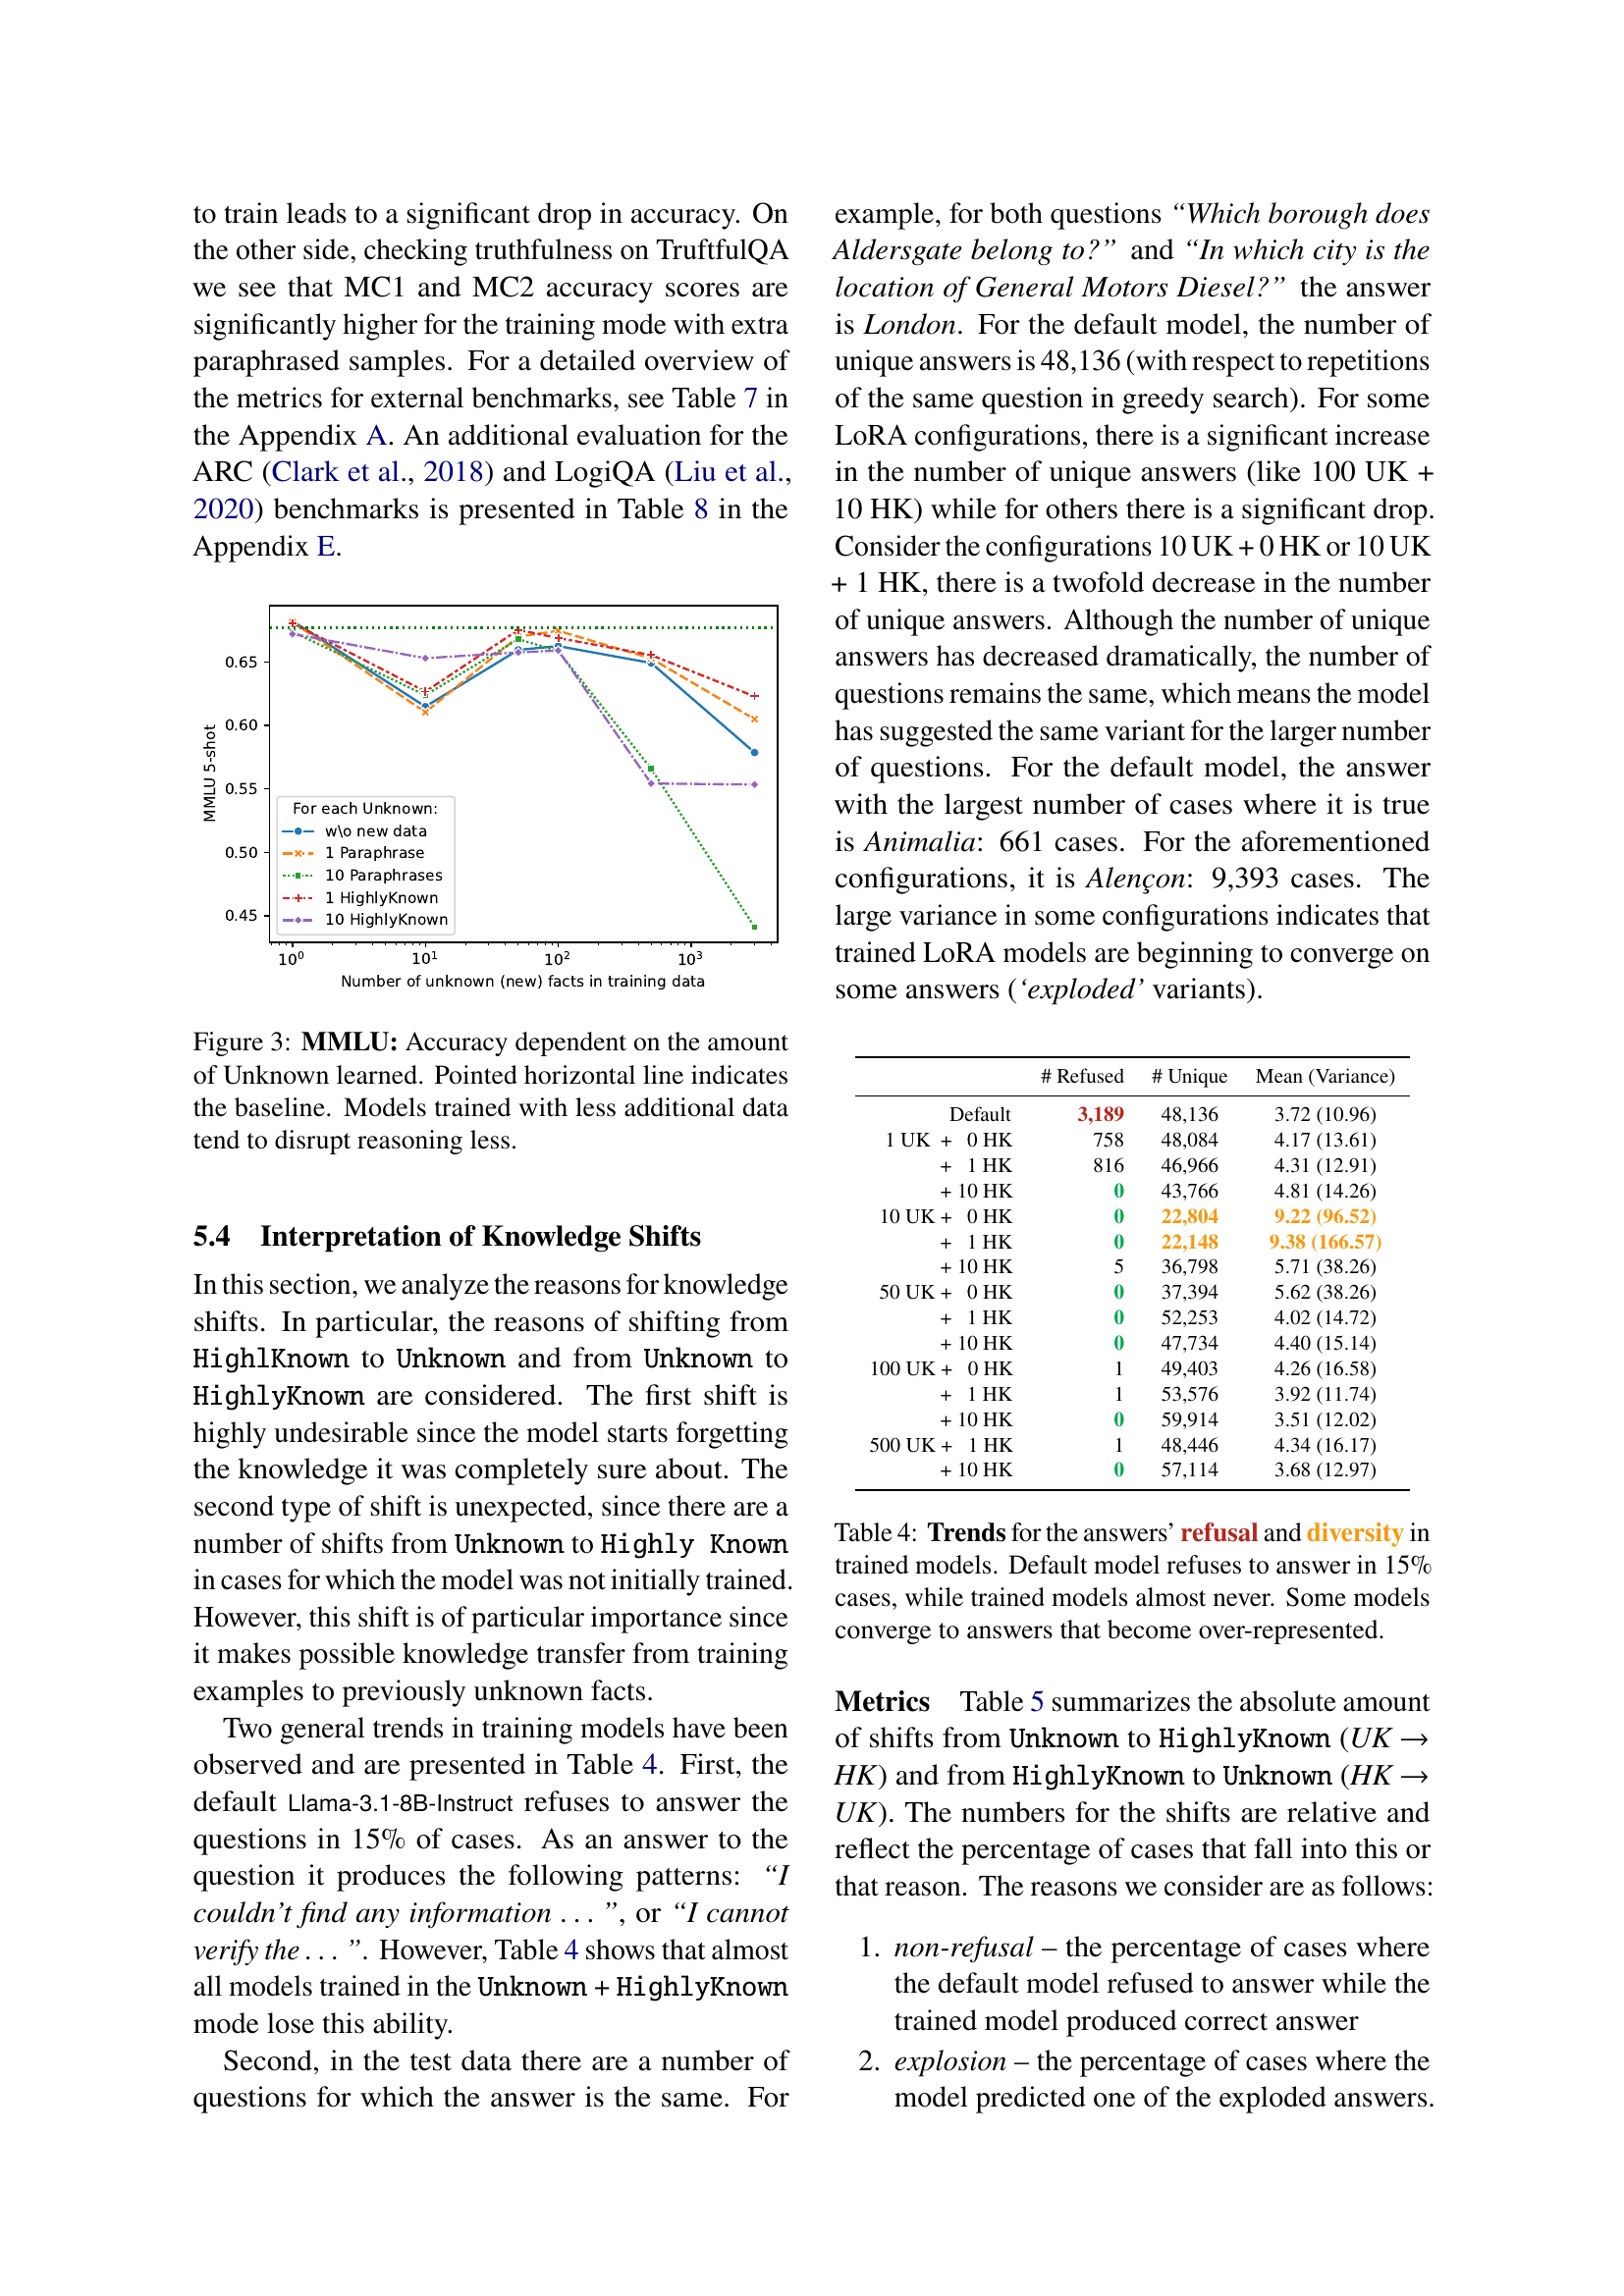 to train leads to a significant drop in accuracy. On
the other side, checking truthfulness on TruftfulQA
we see that MC1 and MC2 accuracy scores are
significantly higher for the training mode with extra
paraphrased samples. For a detailed overview of
the metrics for external benchmarks, see Table 7 in
the Appendix A. An additional evaluation for the
ARC (Clark et al., 2018) and LogiQA (Liu et al.,
2020) benchmarks is presented in Table 8 in the
Appendix E.
0.65
0.60
0.55
0.50
0.45
MMLU 5-shot
For each Unknown:
w\o new data
1 Paraphrase
10 Paraphrases
1 HighlyKnown
10 HighlyKnown
10⁰ 10¹ 10² 10³
Number of unknown (new) facts in training data
Figure 3: MMLU: Accuracy dependent on the amount
of Unknown learned. Pointed horizontal line indicates
the baseline. Models trained with less additional data
tend to disrupt reasoning less.
5.4 Interpretation of Knowledge Shifts
In this section, we analyze the reasons for knowledge
shifts. In particular, the reasons of shifting from
HighlKnown to Unknown and from Unknown to
HighlyKnown are considered. The first shift is
highly undesirable since the model starts forgetting
the knowledge it was completely sure about. The
second type of shift is unexpected, since there are a
number of shifts from Unknown to Highly Known
in cases for which the model was not initially trained.
However, this shift is of particular importance since
it makes possible knowledge transfer from training
examples to previously unknown facts.
Two general trends in training models have been
observed and are presented in Table 4. First, the
default Llama-3.1-8B-Instruct refuses to answer the
questions in 15% of cases. As an answer to the
question it produces the following patterns: “I
couldn’t find any information . . . ”, or “I cannot
verify the . . . ”. However, Table 4 shows that almost
all models trained in the Unknown + HighlyKnown
mode lose this ability.
Second, in the test data there are a number of
questions for which the answer is the same. For
example, for both questions “Which borough does
Aldersgate belong to?” and “In which city is the
location of General Motors Diesel?” the answer
is London. For the default model, the number of
unique answers is 48,136 (with respect to repetitions
of the same question in greedy search). For some
LoRA configurations, there is a significant increase
in the number of unique answers (like 100 UK +
10 HK) while for others there is a significant drop.
Consider the configurations 10 UK + 0 HK or 10 UK
+ 1 HK, there is a twofold decrease in the number
of unique answers. Although the number of unique
answers has decreased dramatically, the number of
questions remains the same, which means the model
has suggested the same variant for the larger number
of questions. For the default model, the answer
with the largest number of cases where it is true
is Animalia: 661 cases. For the aforementioned
configurations, it is Alençon: 9,393 cases. The
large variance in some configurations indicates that
trained LoRA models are beginning to converge on
some answers (‘exploded’ variants).
# Refused # Unique Mean (Variance)
Default 3,189 48,136 3.72 (10.96)
1 UK + 0 HK 758 48,084 4.17 (13.61)
+ 1 HK 816 46,966 4.31 (12.91)
+ 10 HK 0 43,766 4.81 (14.26)
10 UK + 0 HK 0 22,804 9.22 (96.52)
+ 1 HK 0 22,148 9.38 (166.57)
+ 10 HK 5 36,798 5.71 (38.26)
50 UK + 0 HK 0 37,394 5.62 (38.26)
+ 1 HK 0 52,253 4.02 (14.72)
+ 10 HK 0 47,734 4.40 (15.14)
100 UK + 0 HK 1 49,403 4.26 (16.58)
+ 1 HK 1 53,576 3.92 (11.74)
+ 10 HK 0 59,914 3.51 (12.02)
500 UK + 1 HK 1 48,446 4.34 (16.17)
+ 10 HK 0 57,114 3.68 (12.97)
Table 4: Trends for the answers’ refusal and diversity in
trained models. Default model refuses to answer in 15%
cases, while trained models almost never. Some models
converge to answers that become over-represented.
Metrics Table 5 summarizes the absolute amount
of shifts from Unknown to HighlyKnown (UK →
HK) and from HighlyKnown to Unknown (HK →
UK). The numbers for the shifts are relative and
reflect the percentage of cases that fall into this or
that reason. The reasons we consider are as follows:
1. non-refusal – the percentage of cases where
the default model refused to answer while the
trained model produced correct answer
2. explosion – the percentage of cases where the
model predicted one of the exploded answers.